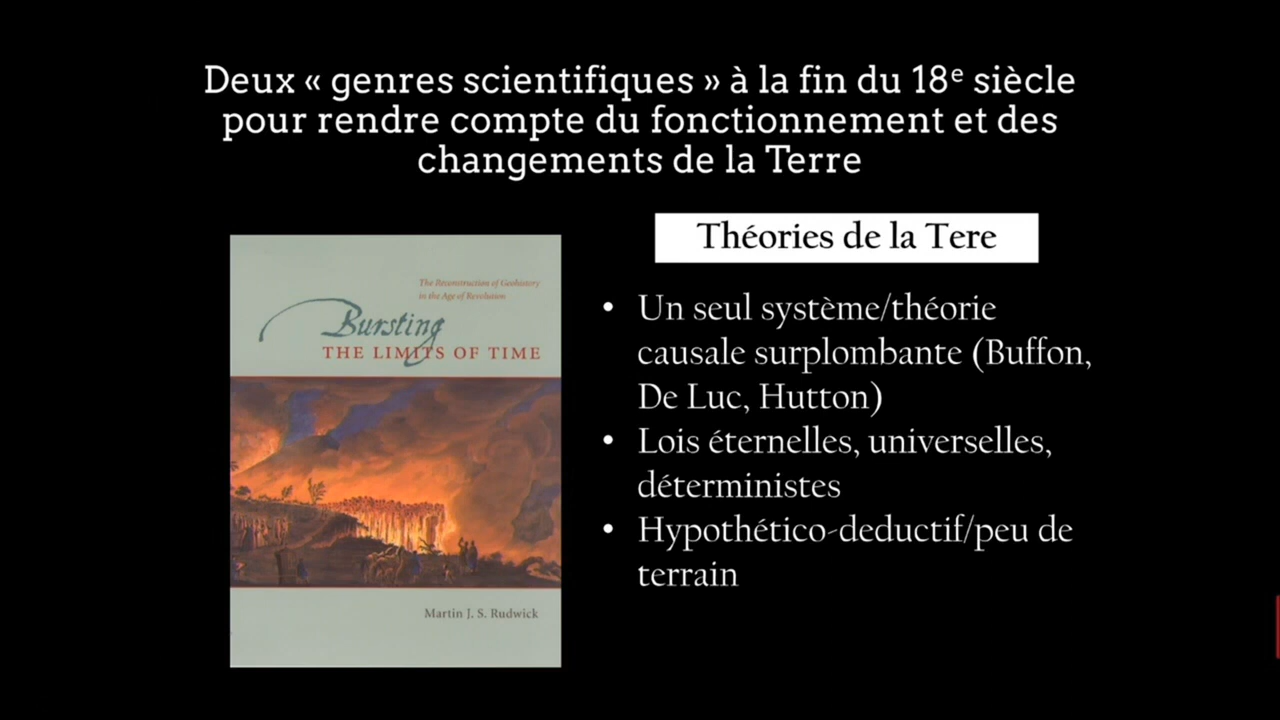 Deux « genres scientifiques » à la fin du 18e siècle
pour rendre compte du fonctionnement et des
changements de la Terre
The Reconstruction of Geohistory
in the Age of Revolution
Bursting
THE LIMITS OF TIME
Martin J. S. Rudwick
Théories de la Tere
• Un seul système/théorie
causale surplombante (Buffon,
De Luc, Hutton)
• Lois éternelles, universelles,
déterministes
• Hypothético-deductif/peu de
terrain